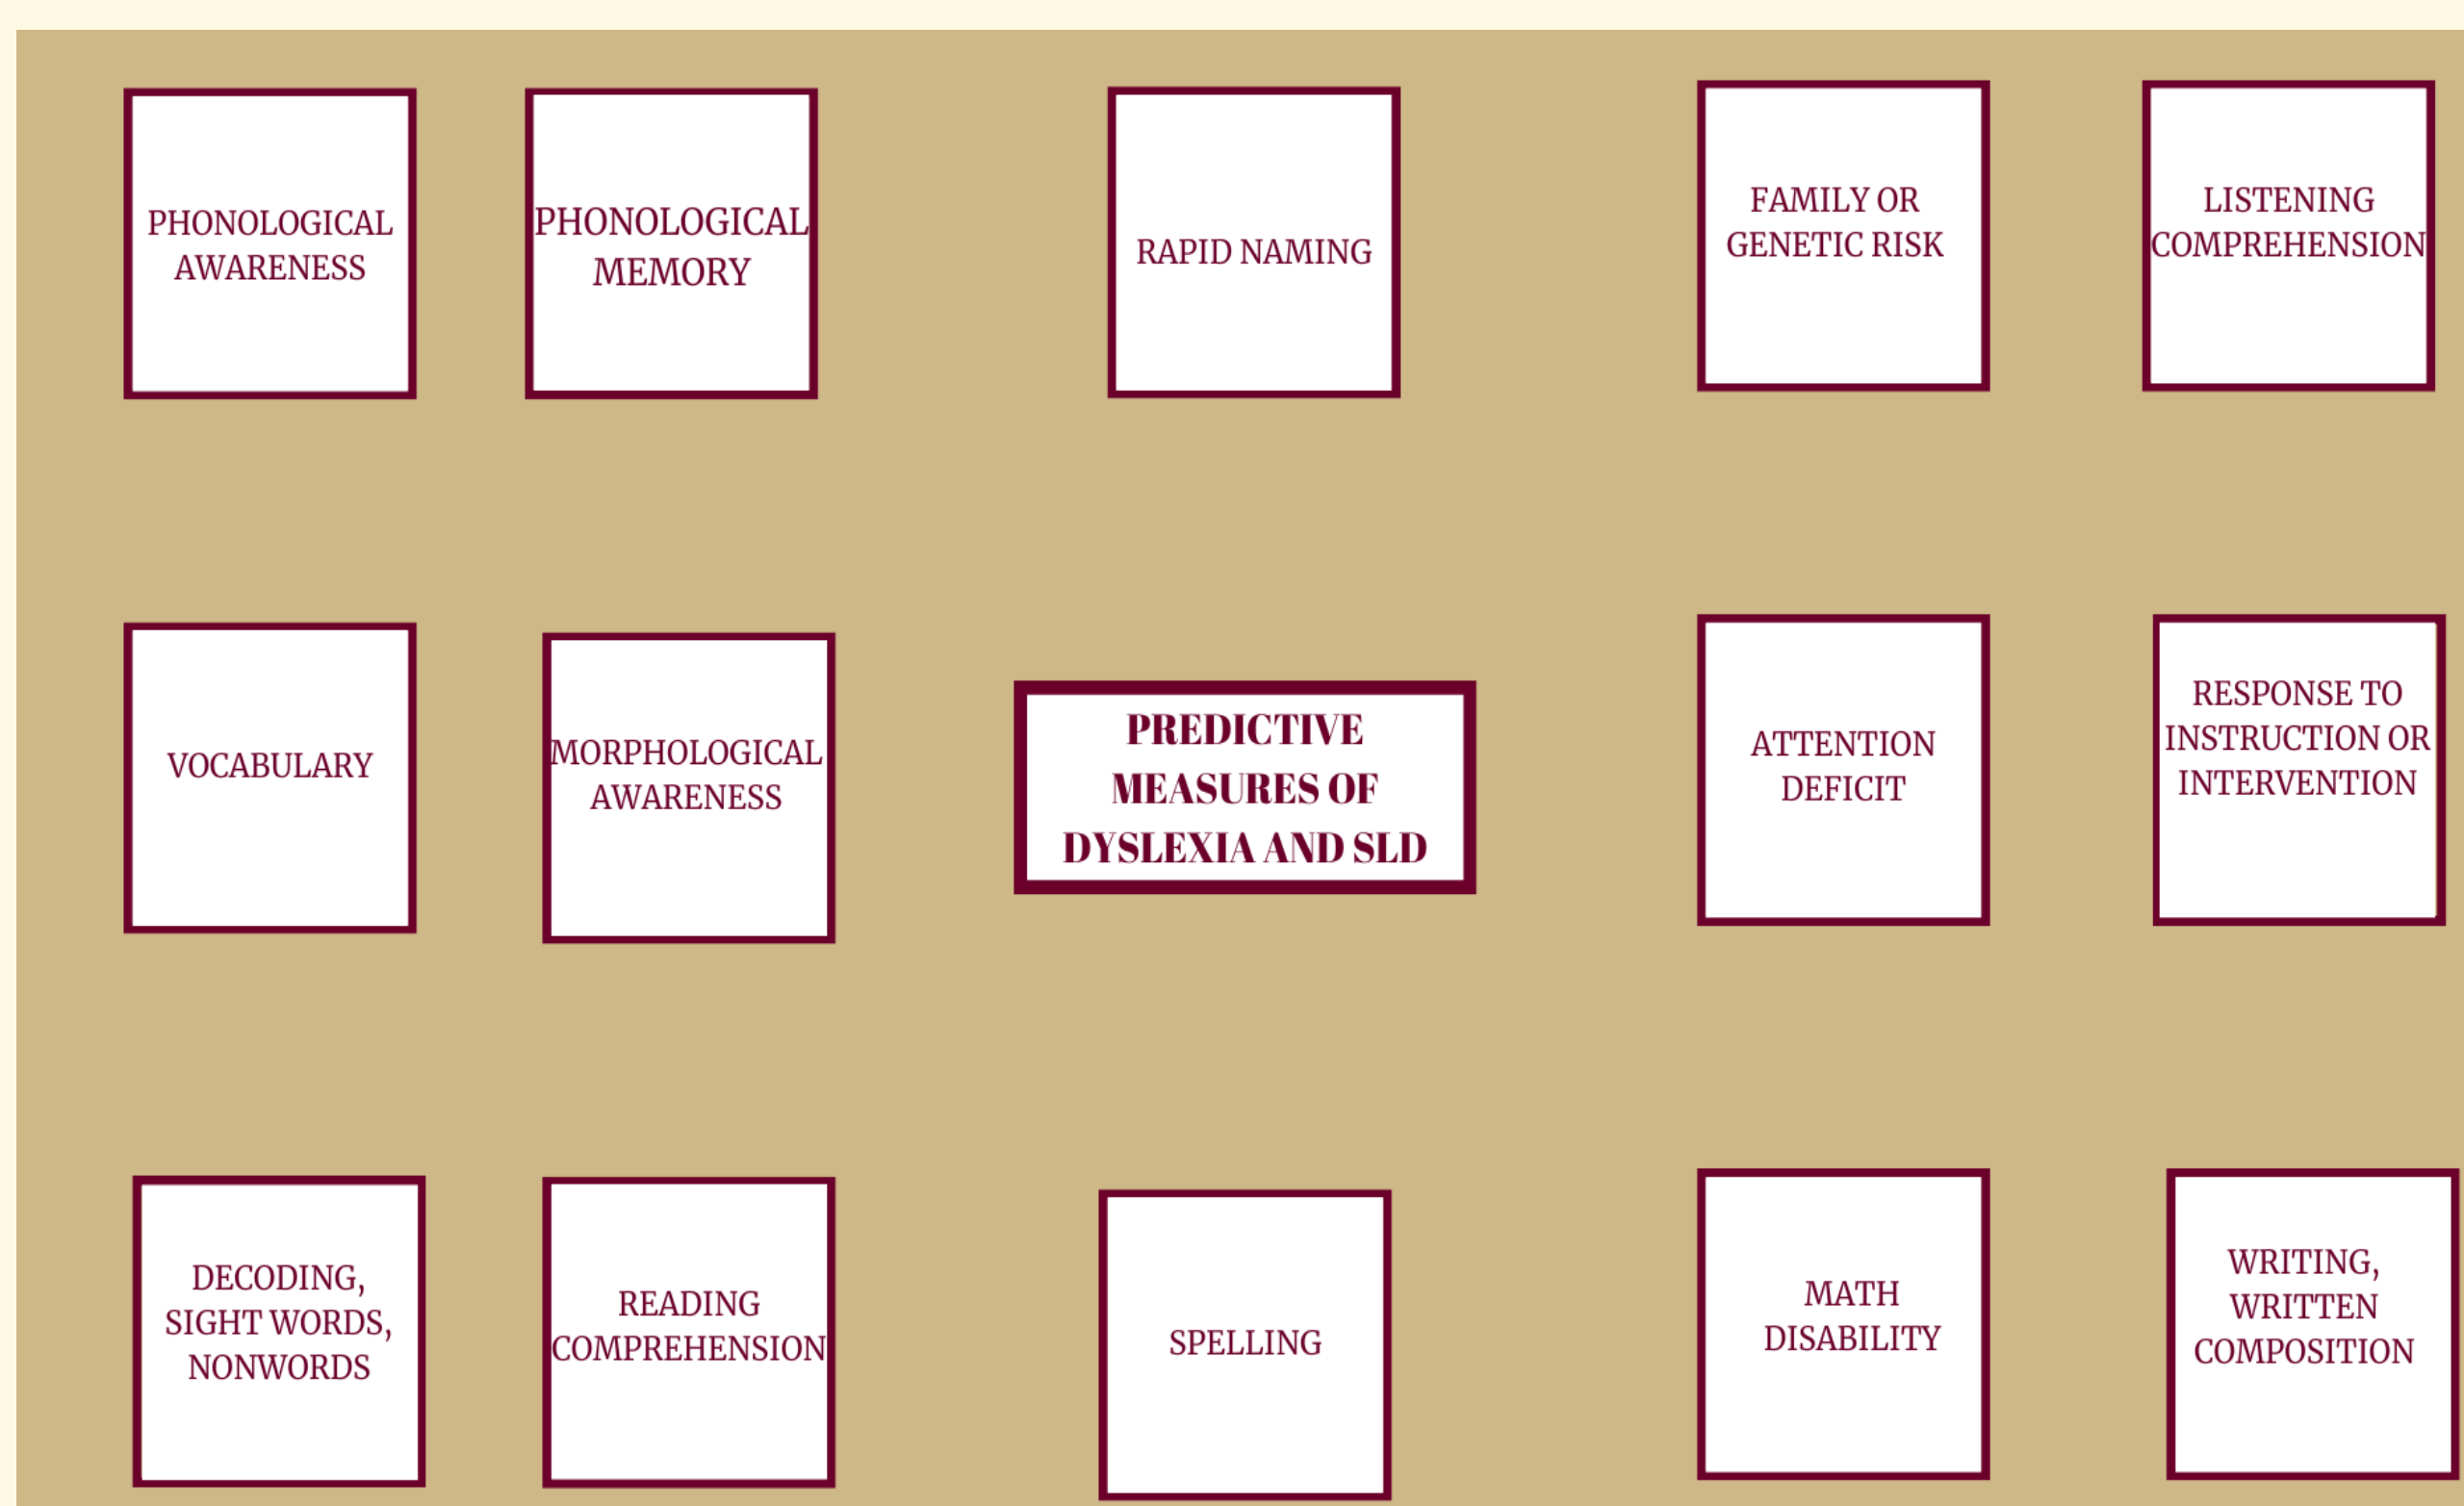 PHONOLOGICAL
AWARENESS
PHONOLOGICAL
MEMORY
RAPID NAMING
FAMILY OR
GENETIC RISK
LISTENING
COMPREHENSION
VOCABULARY
MORPHOLOGICAL
AWARENESS
PREDICTIVE
MEASURES OF
DYSLEXIA AND SLD
ATTENTION
DEFICIT
RESPONSE TO
INSTRUCTION OR
INTERVENTION
DECODING,
SIGHT WORDS,
NONWORDS
READING
COMPREHENSION
SPELLING
MATH
DISABILITY
WRITING,
WRITTEN
COMPOSITION